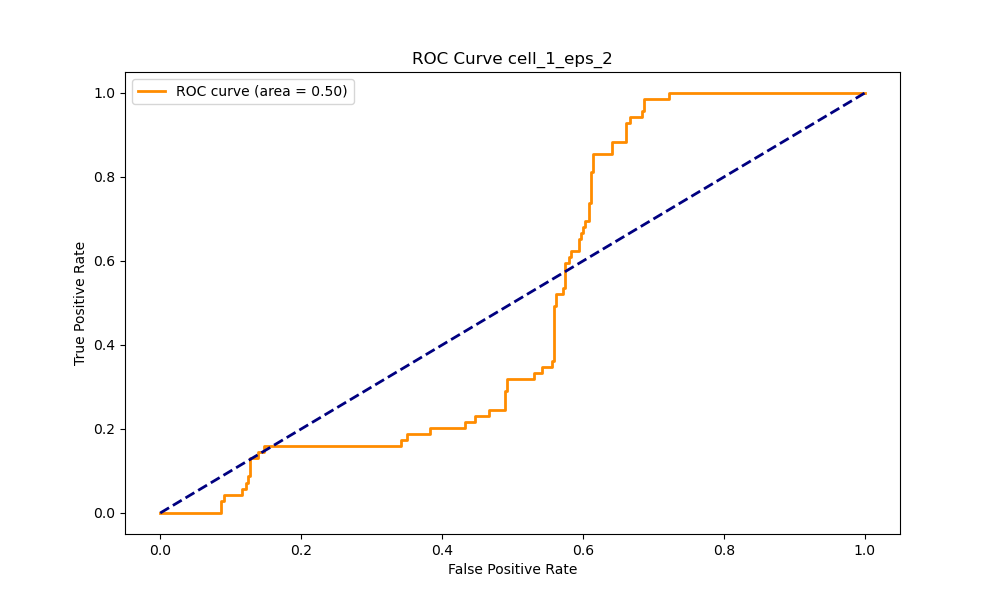 ROC Curve cell_1_eps_2
ROC curve (area = 0.50)
True Positive Rate
1.0
0.8
0.6
0.4
0.2
0.0
0.0 0.2 0.4 0.6 0.8 1.0
False Positive Rate